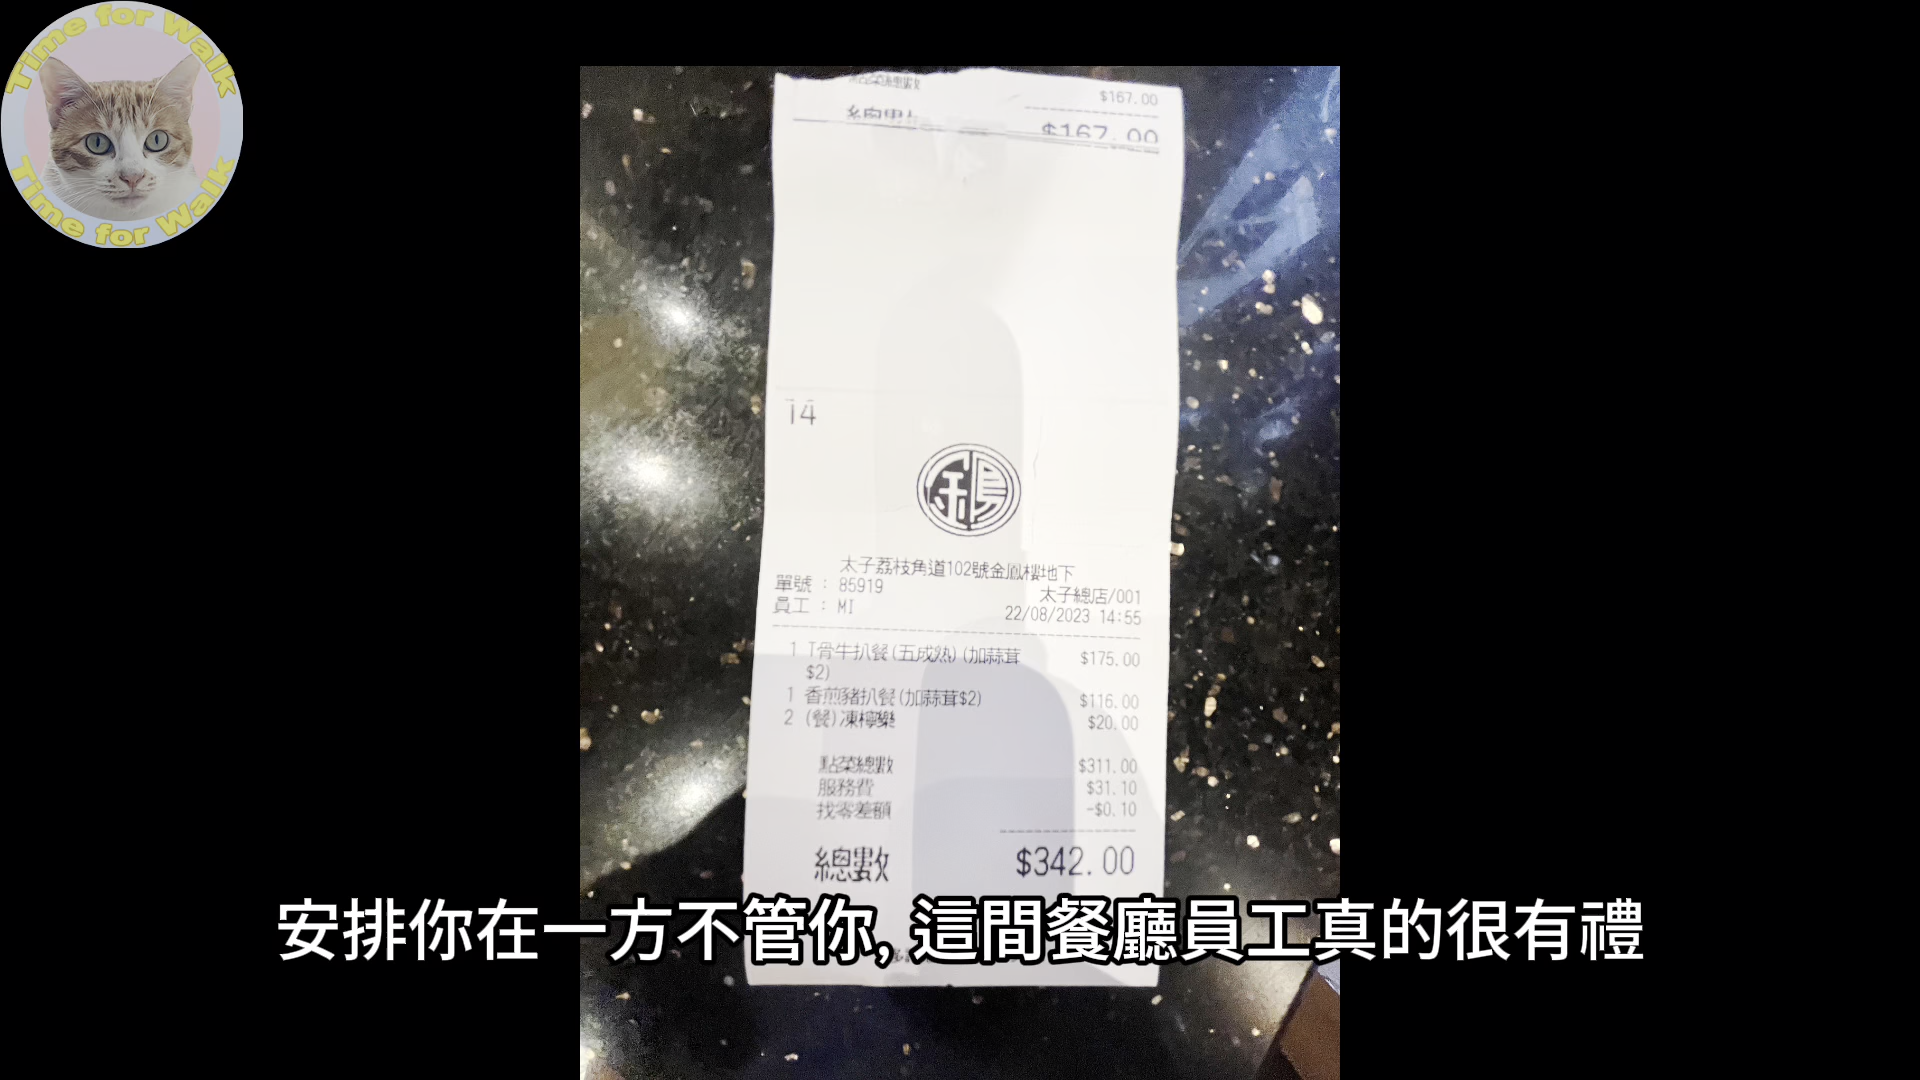 Time for Walk
Time for Walk
$167.00
總數 $167.00
14
太子荔枝角道102號金鳳樓地下
單號 : 85919
太子總店/001
員工 : MI
22/08/2023 14:55
1 T骨牛扒餐(五成熟)(加蒜茸 $175.00
$2)
1 香煎豬扒餐(加蒜茸$2) $116.00
2 (餐)凍檸樂 $20.00
點菜總數 $311.00
服務費 $31.10
找零差額 -$0.10
總數 $342.00
安排你在一方不管你, 這間餐廳員工真的很有禮